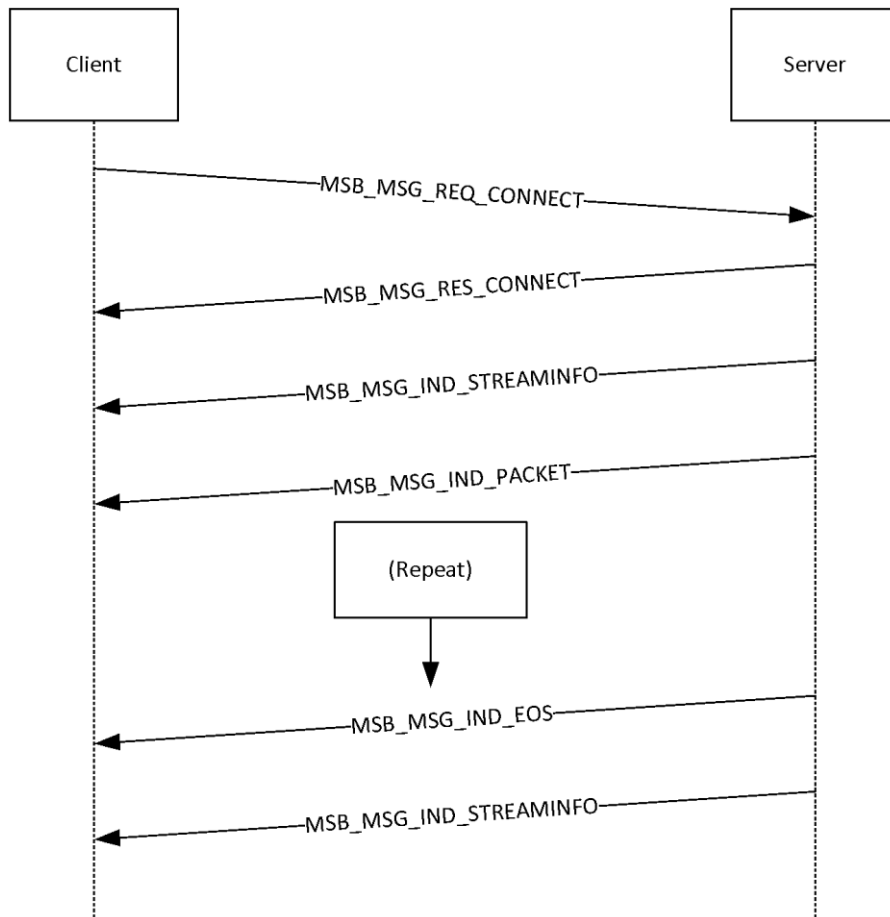 Client
Server
MSB_MSG_REQ_CONNECT
MSB_MSG_RES_CONNECT
MSB_MSG_IND_STREAMINFO
MSB_MSG_IND_PACKET
(Repeat)
MSB_MSG_IND_EOS
MSB_MSG_IND_STREAMINFO